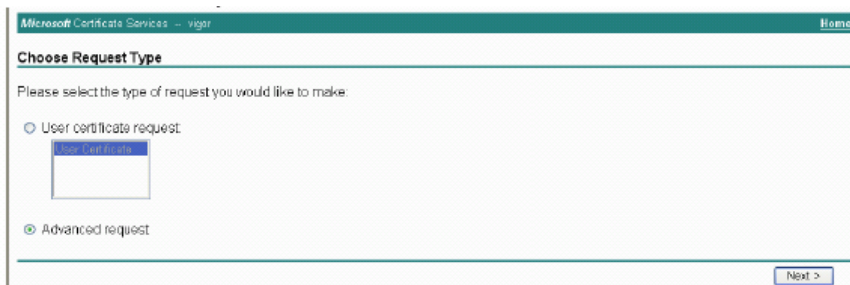 Microsoft Certificate Services -- vigor Home
Choose Request Type
Please select the type of request you would like to make:
User certificate request:
User Certificate
Advanced request
Next >